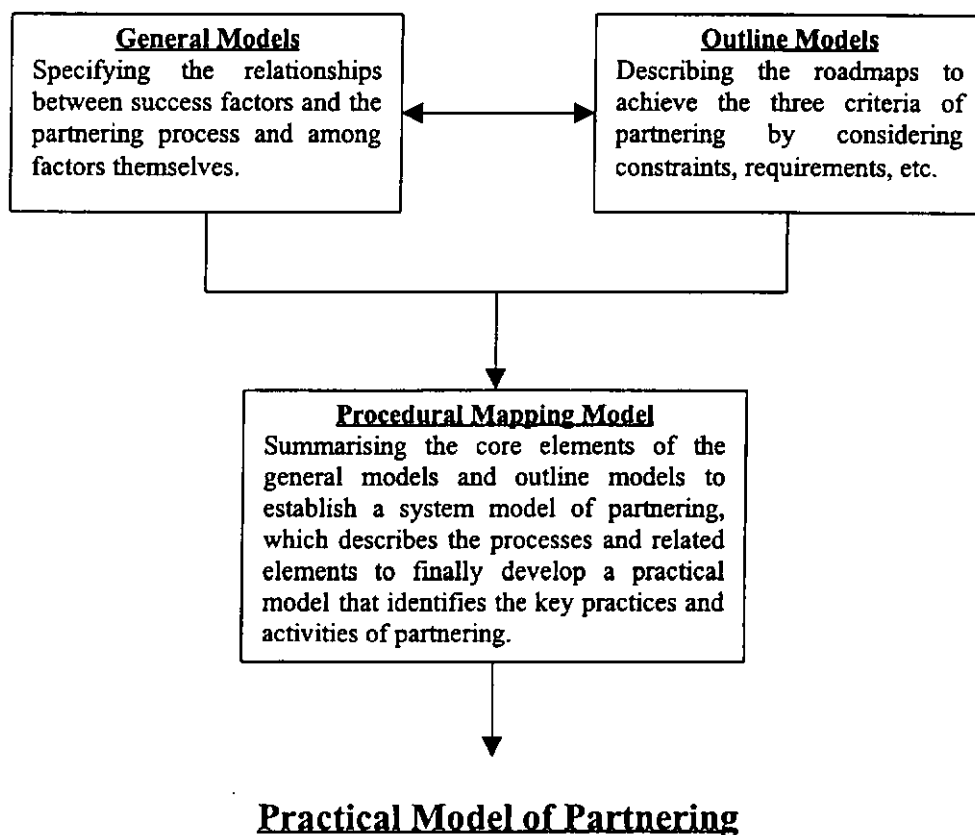 General Models
Specifying the relationships
between success factors and the
partnering process and among
factors themselves.
Outline Models
Describing the roadmaps to
achieve the three criteria of
partnering by considering
constraints, requirements, etc.
Procedural Mapping Model
Summarising the core elements of the
general models and outline models to
establish a system model of partnering,
which describes the processes and related
elements to finally develop a practical
model that identifies the key practices and
activities of partnering.
Practical Model of Partnering